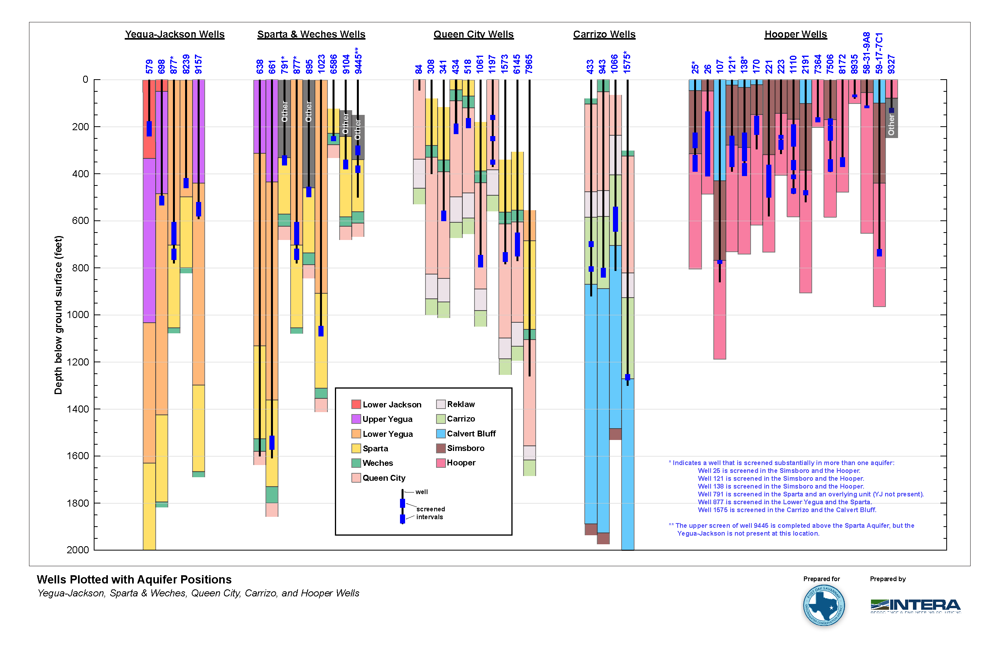 Yegua-Jackson Wells
Sparta & Weches Wells
Queen City Wells
Carrizo Wells
Hooper Wells
579
698
877*
8239
9157
638
661
791*
877*
895
1023
6586
9104
9445**
84
308
341
434
518
1061
1197
1573
6145
7965
433
943
1066
1575*
25*
26
107
121*
138*
170
221
223
1110
2191
7364
7506
8172
8935
58-31-9A8
59-17-7C1
9327
Other
Other
Other
Other
Other
Depth below ground surface (feet)
0
200
400
600
800
1000
1200
1400
1600
1800
2000
Lower Jackson
Upper Yegua
Lower Yegua
Sparta
Weches
Queen City
Reklaw
Carrizo
Calvert Bluff
Simsboro
Hooper
well
screened
intervals
* Indicates a well that is screened substantially in more than one aquifer:
Well 25 is screened in the Simsboro and the Hooper.
Well 121 is screened in the Simsboro and the Hooper.
Well 138 is screened in the Simsboro and the Hooper.
Well 791 is screened in the Sparta and an overlying unit (YJ not present).
Well 877 is screened in the Lower Yegua and the Sparta.
Well 1575 is screened in the Carrizo and the Calvert Bluff.
** The upper screen of well 9445 is completed above the Sparta Aquifer, but the
Yegua-Jackson is not present at this location.
Wells Plotted with Aquifer Positions
Yegua-Jackson, Sparta & Weches, Queen City, Carrizo, and Hooper Wells
Prepared for
POST OAK SAVANNAH
GROUNDWATER CONSERVATION DISTRICT
Prepared by
INTERA
GEOSCIENCE & ENGINEERING SOLUTIONS